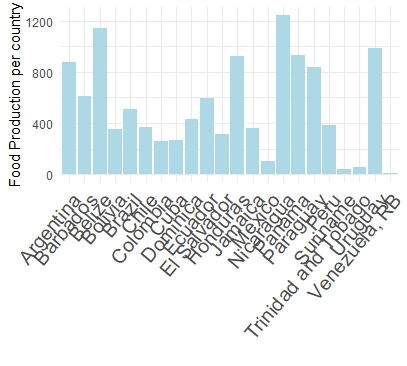 Food Production per country
1200
800
400
0
Argentina
Barbados
Belize
Bolivia
Brazil
Chile
Colombia
Cuba
Dominica
Ecuador
El Salvador
Honduras
Jamaica
Mexico
Nicaragua
Panama
Paraguay
Peru
Suriname
Trinidad and Tobago
Uruguay
Venezuela, RB